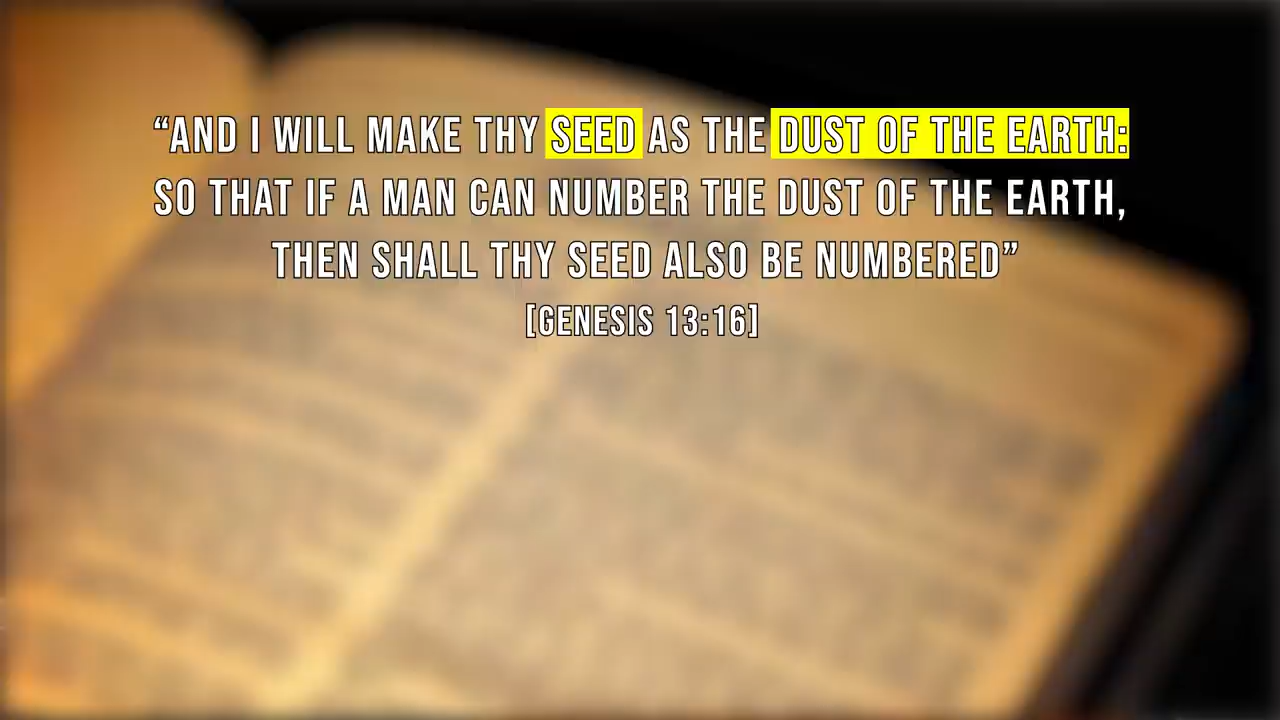 “AND I WILL MAKE THY SEED AS THE DUST OF THE EARTH:
SO THAT IF A MAN CAN NUMBER THE DUST OF THE EARTH,
THEN SHALL THY SEED ALSO BE NUMBERED”
[GENESIS 13:16]